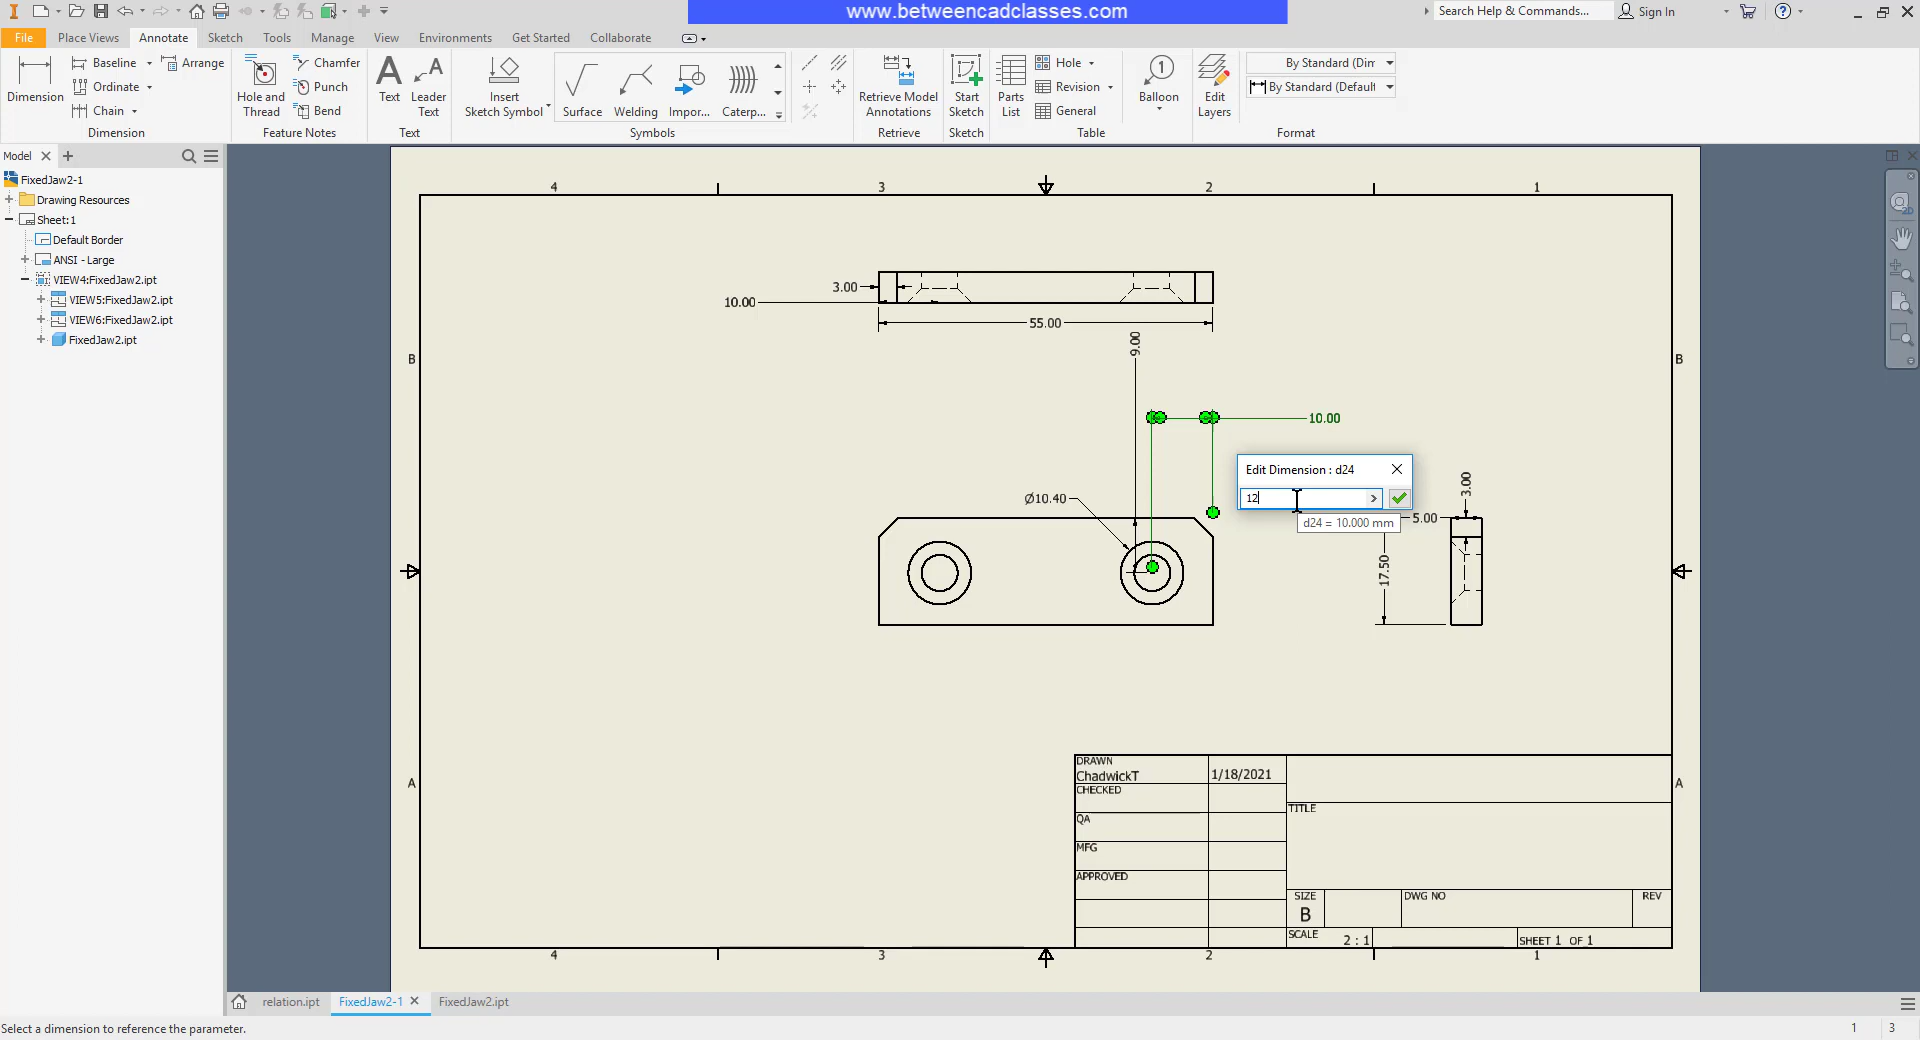 www.betweencadclasses.com
Search Help & Commands...
Sign In
File
Place Views
Annotate
Sketch
Tools
Manage
View
Environments
Get Started
Collaborate
Dimension
Baseline
Ordinate
Chain
Arrange
Dimension
Hole and
Thread
Chamfer
Punch
Bend
Feature Notes
Text
Leader
Text
Text
Insert
Sketch Symbol
Surface
Welding
Impor...
Caterp...
Symbols
Retrieve Model
Annotations
Retrieve
Start
Sketch
Sketch
Parts
List
Hole
Revision
General
Table
Balloon
Edit
Layers
By Standard (Dim
By Standard (Default
Format
Model
FixedJaw2-1
Drawing Resources
Sheet:1
Default Border
ANSI - Large
VIEW4:FixedJaw2.ipt
VIEW5:FixedJaw2.ipt
VIEW6:FixedJaw2.ipt
FixedJaw2.ipt
4
3
2
1
B
B
3.00
10.00
55.00
9.00
10.00
Ø10.40
Edit Dimension : d24
12
d24 = 10.000 mm
5.00
3.00
17.50
A
A
DRAWN
ChadwickT
1/18/2021
CHECKED
QA
MFG
APPROVED
TITLE
SIZE
B
DWG NO
REV
SCALE
2 : 1
SHEET 1 OF 1
4
3
2
1
relation.ipt
FixedJaw2-1
FixedJaw2.ipt
Select a dimension to reference the parameter.
1
3